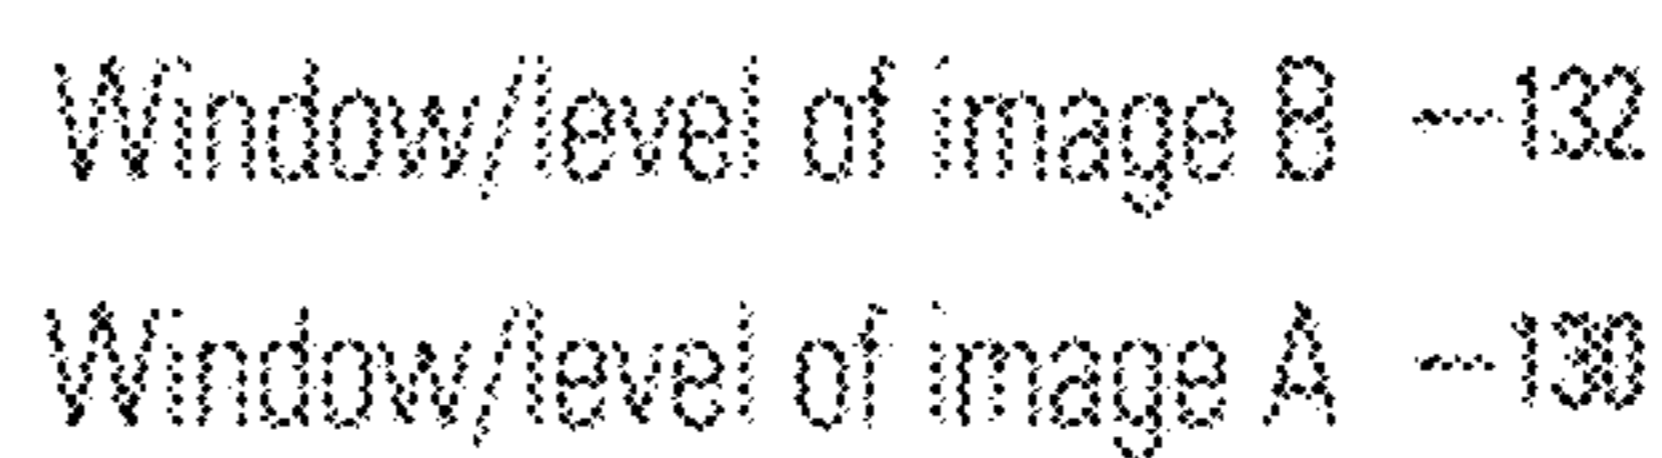 Window/level of image B —132
Window/level of image A —130